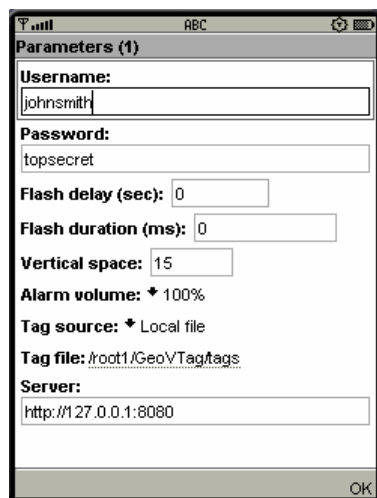 ABC
Parameters (1)
Username:
johnsmith
Password:
topsecret
Flash delay (sec): 0
Flash duration (ms): 0
Vertical space: 15
Alarm volume: 100%
Tag source: Local file
Tag file: /root1/GeoVTag/tags
Server:
http://127.0.0.1:8080
OK